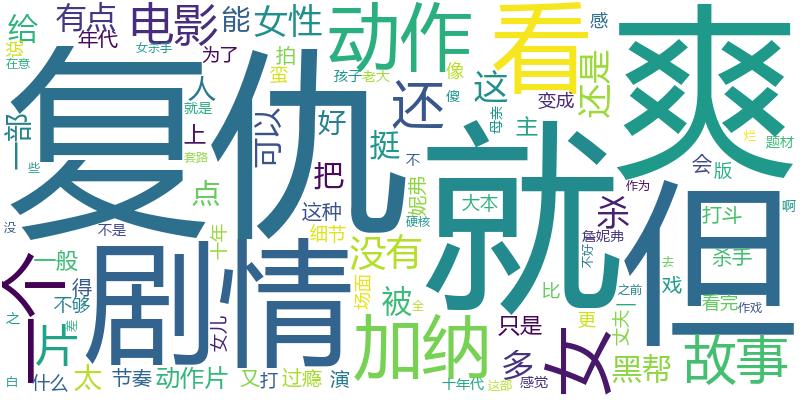 给
有点
电影
能
女性
动作
看
爽
年代
女杀手
为了
感
在意
人
拍
蛮
孩子
老大
像
傻
这
还是
复仇
就是
还
变成
一部
上
可以
好
挺
母亲
主
就
套路
不
会
版
烂
题材
些
点
把
妮弗
大本
杀
作为
打斗
啊
没
不是
这种
硬核
詹妮弗
但
十年
细节
没有
不好
杀手
一般
剧情
个
得
场面
被
比
去
戏
之前
不够
全
更
丈夫
看完
作戏
之
片
差
女儿
加纳
只是
女
黑帮
故事
多
白
什么
太
节奏
动作片
又
打
过瘾
演
十年代
这部
感觉